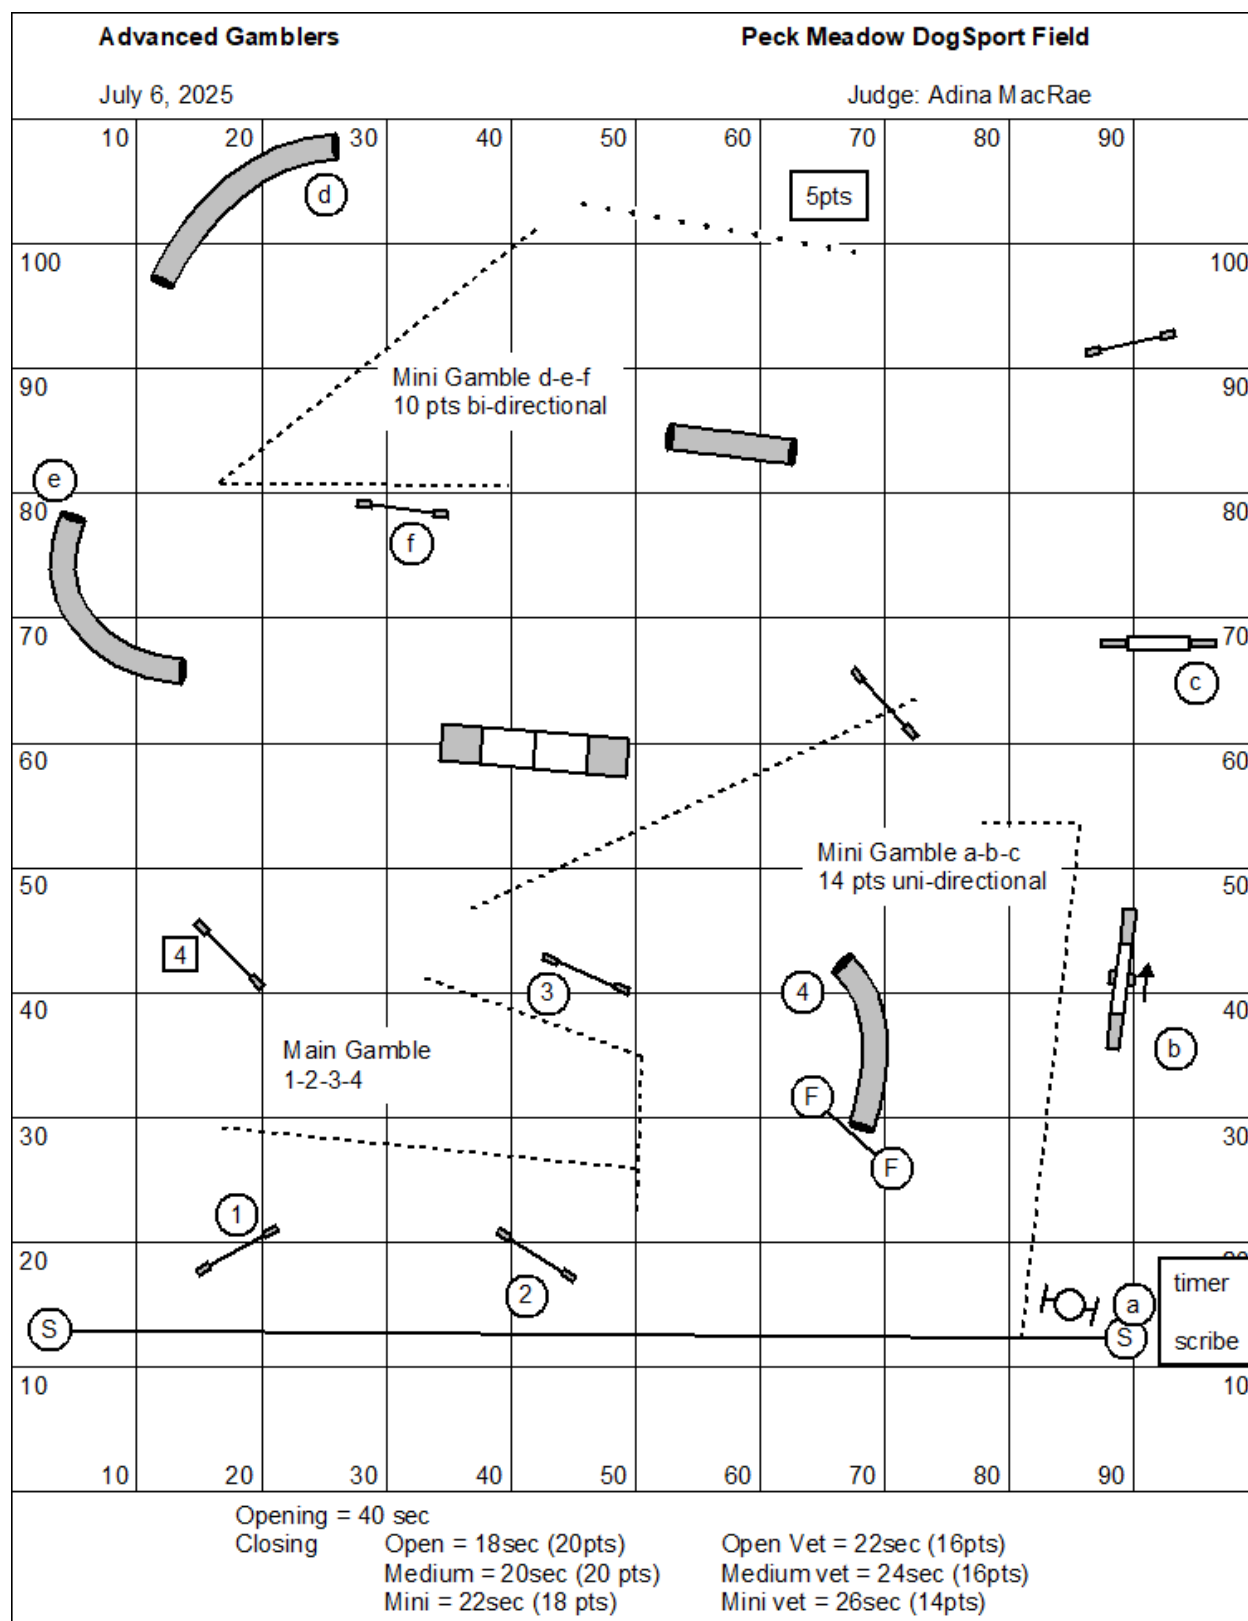 Advanced Gamblers
Peck Meadow DogSport Field
July 6, 2025
Judge: Adina MacRae
10 20 30 40 50 60 70 80 90
d
5pts
100 100
Mini Gamble d-e-f
10 pts bi-directional
90 90
e
80 80
f
70 70
c
60 60
Mini Gamble a-b-c
14 pts uni-directional
50 50
4
3
4
40 40
Main Gamble
1-2-3-4
b
F
30 30
F
1
20 20
2
a
timer
S
S
scribe
10 10
10 20 30 40 50 60 70 80 90
Opening = 40 sec
Closing
Open = 18sec (20pts)
Open Vet = 22sec (16pts)
Medium = 20sec (20 pts)
Medium vet = 24sec (16pts)
Mini = 22sec (18 pts)
Mini vet = 26sec (14pts)